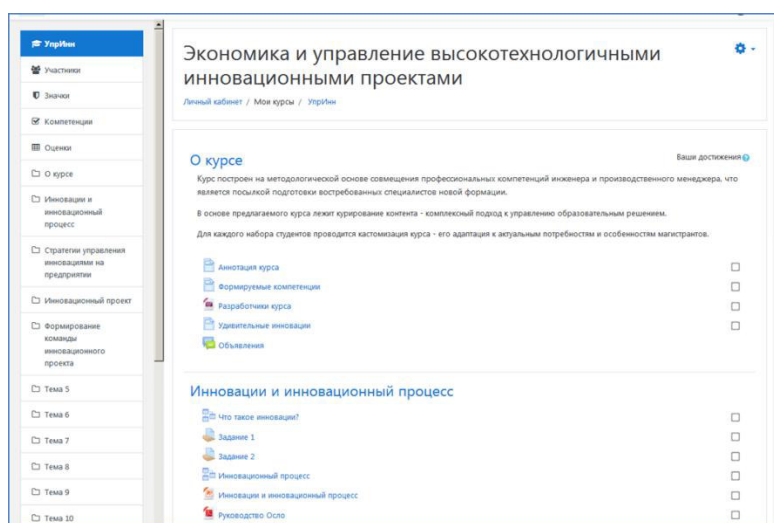 УпрИнн
Участники
Значки
Компетенции
Оценки
О курсе
Инновации и
инновационный
процесс
Стратегии управления
инновациями на
предприятии
Инновационный проект
Формирование
команды
инновационного
проекта
Тема 5
Тема 6
Тема 7
Тема 8
Тема 9
Тема 10
Экономика и управление высокотехнологичными
инновационными проектами
Личный кабинет / Мои курсы / УпрИнн
О курсе
Ваши достижения
Курс построен на методологической основе совмещения профессиональных компетенций инженера и производственного менеджера, что
является посылкой подготовки востребованных специалистов новой формации.
В основе предлагаемого курса лежит курирование контента - комплексный подход к управлению образовательным решением.
Для каждого набора студентов проводится кастомизация курса - его адаптация к актуальным потребностям и особенностям магистрантов.
Аннотация курса
Формируемые компетенции
Разработчики курса
Удивительные инновации
Объявления
Инновации и инновационный процесс
Что такое инновации?
Задание 1
Задание 2
Инновационный процесс
Инновации и инновационный процесс
Руководство Осло